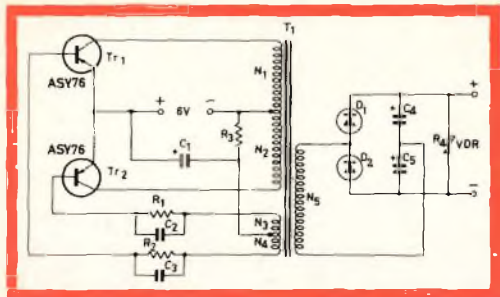 T1
Tr1
ASY76
N1
+ 6V −
R3
D1
C4
+
+
C1
N2
R4
VDR
ASY76
N5
D2
C5
+
Tr2
R1
N3
−
C2
N4
R2
C3